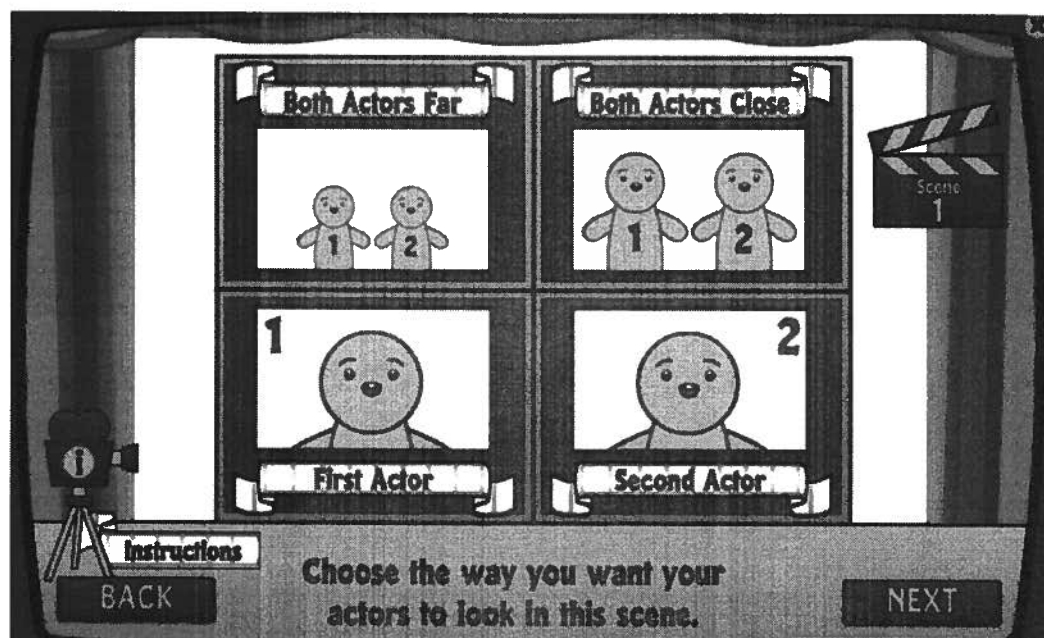 Both Actors Far
Both Actors Close
1
2
1
2
Scene
1
1
2
First Actor
Second Actor
i
Instructions
Choose the way you want your
actors to look in this scene.
BACK
NEXT